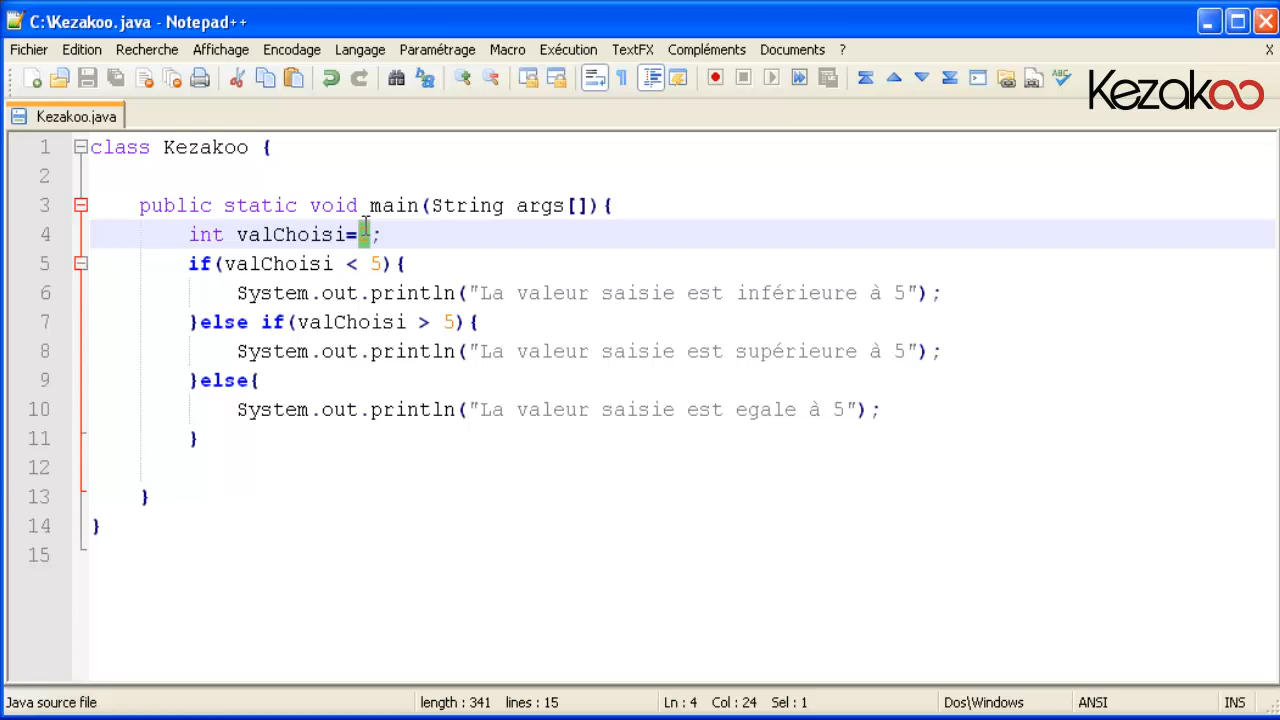 C:\Kezakoo.java - Notepad++
Fichier Edition Recherche Affichage Encodage Langage Paramétrage Macro Exécution TextFX Compléments Documents ? X
Kezakoo
Kezakoo.java
1 class Kezakoo {
2
3 public static void main(String args[]){
4 int valChoisi= ;
5 if(valChoisi < 5){
6 System.out.println("La valeur saisie est inférieure à 5");
7 }else if(valChoisi > 5){
8 System.out.println("La valeur saisie est supérieure à 5");
9 }else{
10 System.out.println("La valeur saisie est egale à 5");
11 }
12
13 }
14 }
15
Java source file length : 341 lines : 15 Ln : 4 Col : 24 Sel : 1 Dos\Windows ANSI INS